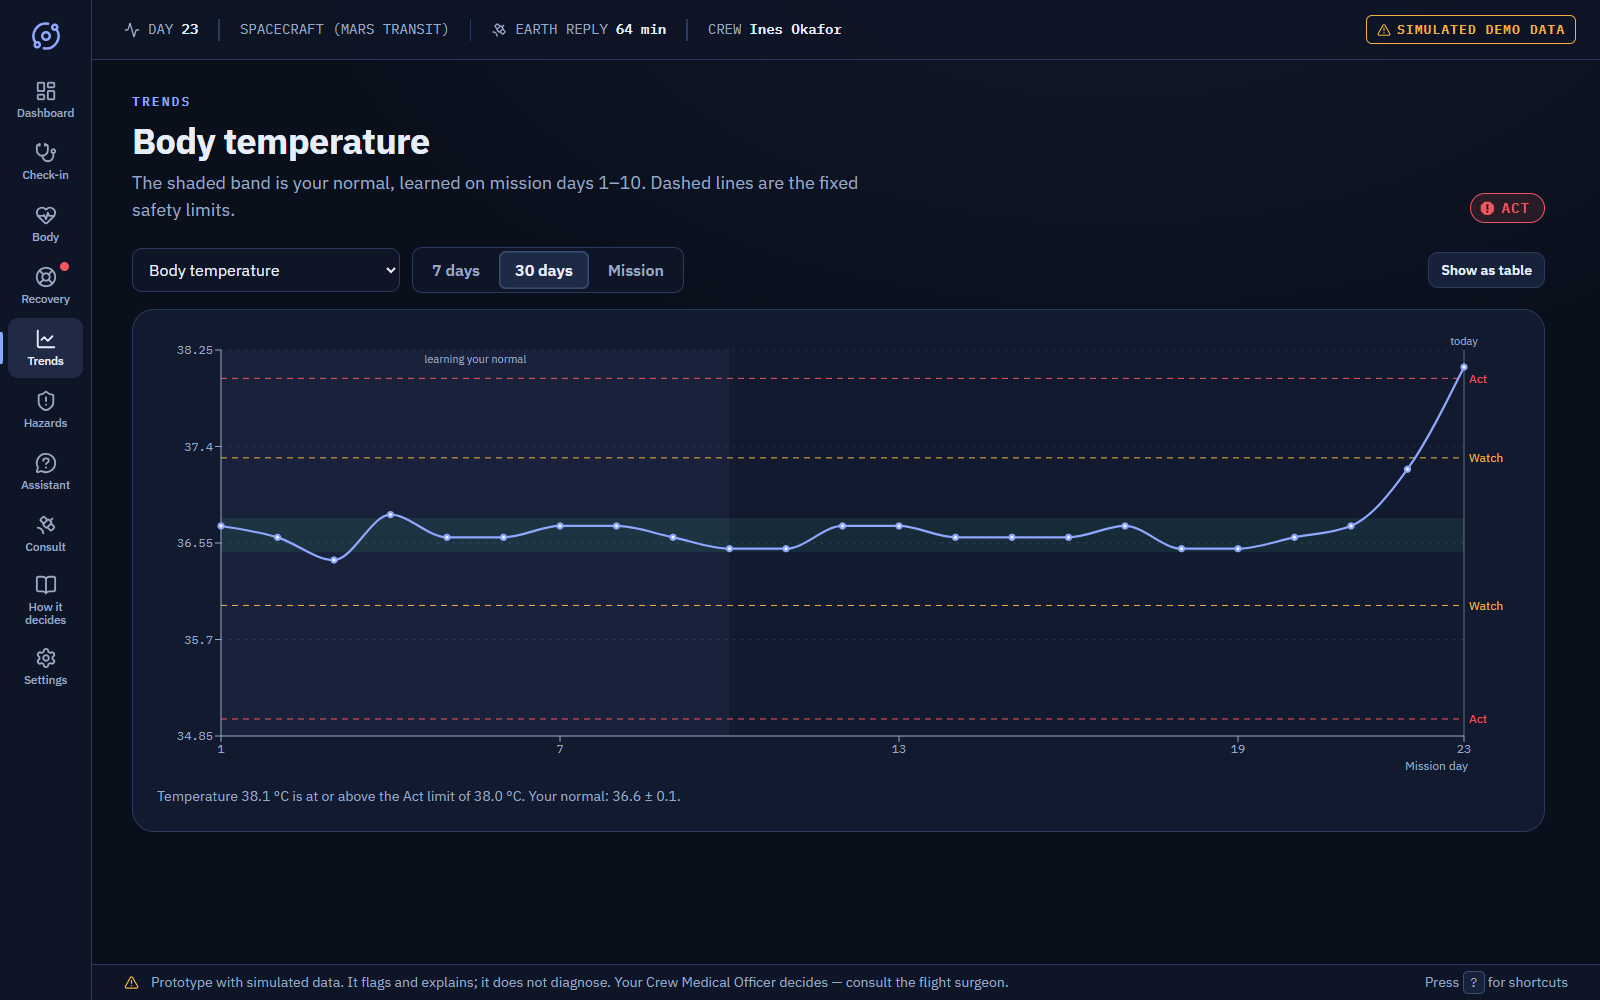 DAY 23
SPACECRAFT (MARS TRANSIT)
EARTH REPLY 64 min
CREW Ines Okafor
SIMULATED DEMO DATA
Dashboard
Check-in
Body
Recovery
Trends
Hazards
Assistant
Consult
How it
decides
Settings
TRENDS
Body temperature
The shaded band is your normal, learned on mission days 1–10. Dashed lines are the fixed
safety limits.
ACT
Body temperature
7 days
30 days
Mission
Show as table
today
38.25
learning your normal
Act
37.4
Watch
36.55
Watch
35.7
Act
34.85
1
7
13
19
23
Mission day
Temperature 38.1 °C is at or above the Act limit of 38.0 °C. Your normal: 36.6 ± 0.1.
Prototype with simulated data. It flags and explains; it does not diagnose. Your Crew Medical Officer decides — consult the flight surgeon.
Press ? for shortcuts